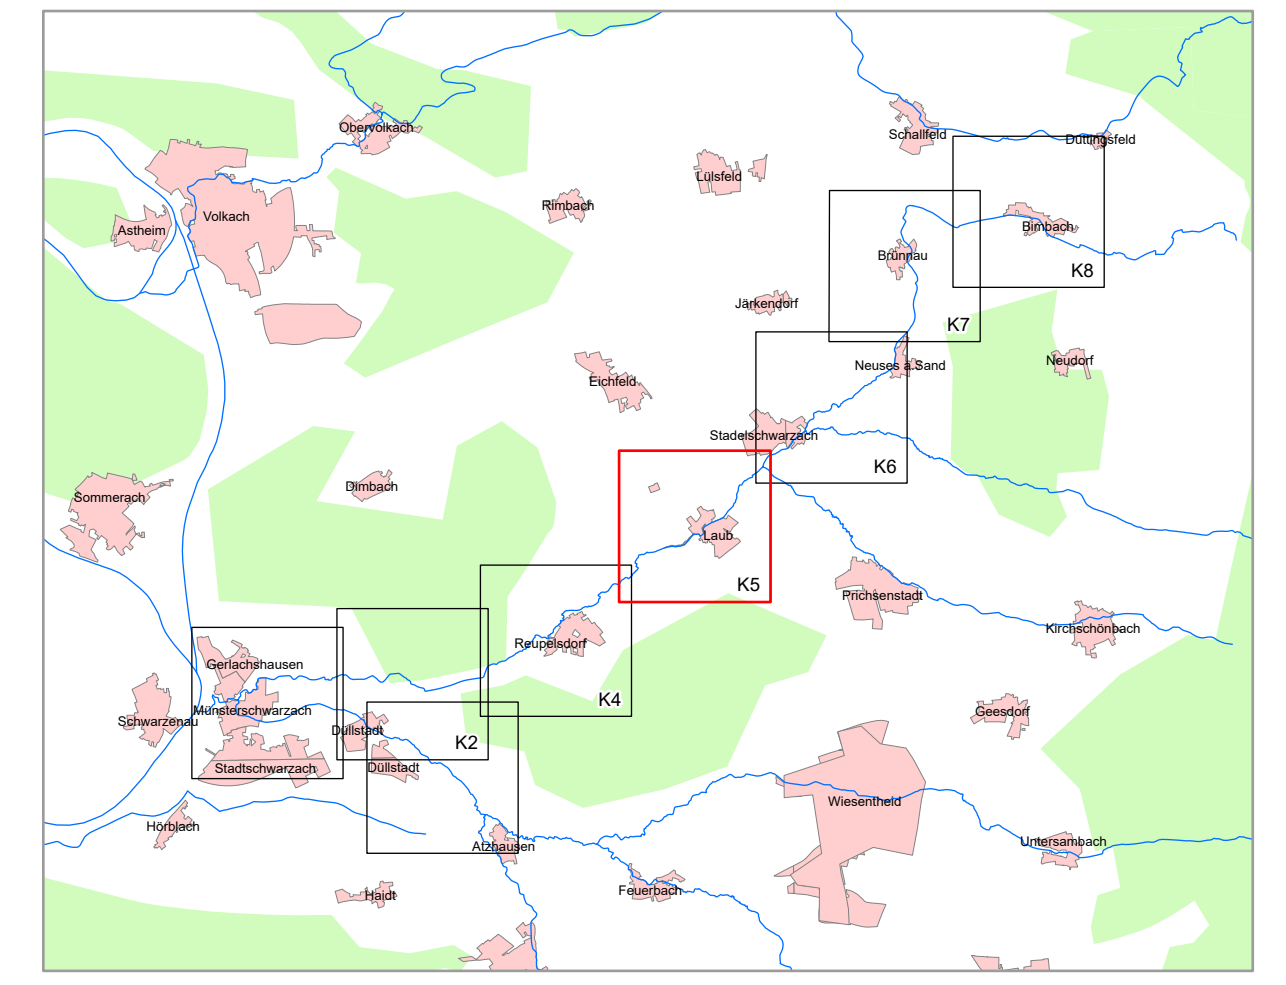 Obervolkach
Schallfeld
Düttingsfeld
Lülsfeld
Rimbach
Volkach
Astheim
Bimbach
Brünnau
K8
Järkendorf
K7
Neuses a.Sand
Neudorf
Eichfeld
Stadelschwarzach
K6
Dimbach
Sommerach
Laub
K5
Prichsenstadt
Kirchschönbach
Reupelsdorf
Gerlachshausen
K4
Münsterschwarzach
Geesdorf
Schwarzenau
Düllstadt
K2
Stadtschwarzach
Düllstadt
Wiesentheid
Hörblach
Untersambach
Atzhausen
Feuerbach
Haidt